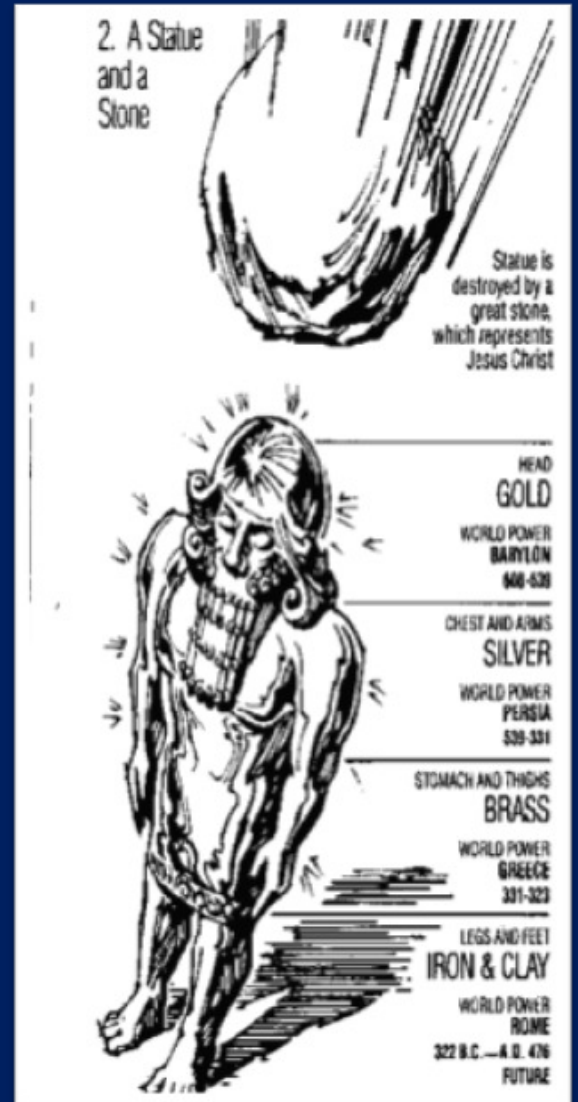 2. A Statue
and a
Stone
Statue is
destroyed by a
great stone,
which represents
Jesus Christ
HEAD
GOLD
WORLD POWER
BABYLON
608-539
CHEST AND ARMS
SILVER
WORLD POWER
PERSIA
539-331
STOMACH AND THIGHS
BRASS
WORLD POWER
GREECE
331-323
LEGS AND FEET
IRON & CLAY
WORLD POWER
ROME
322 B.C.—A.D. 476
FUTURE